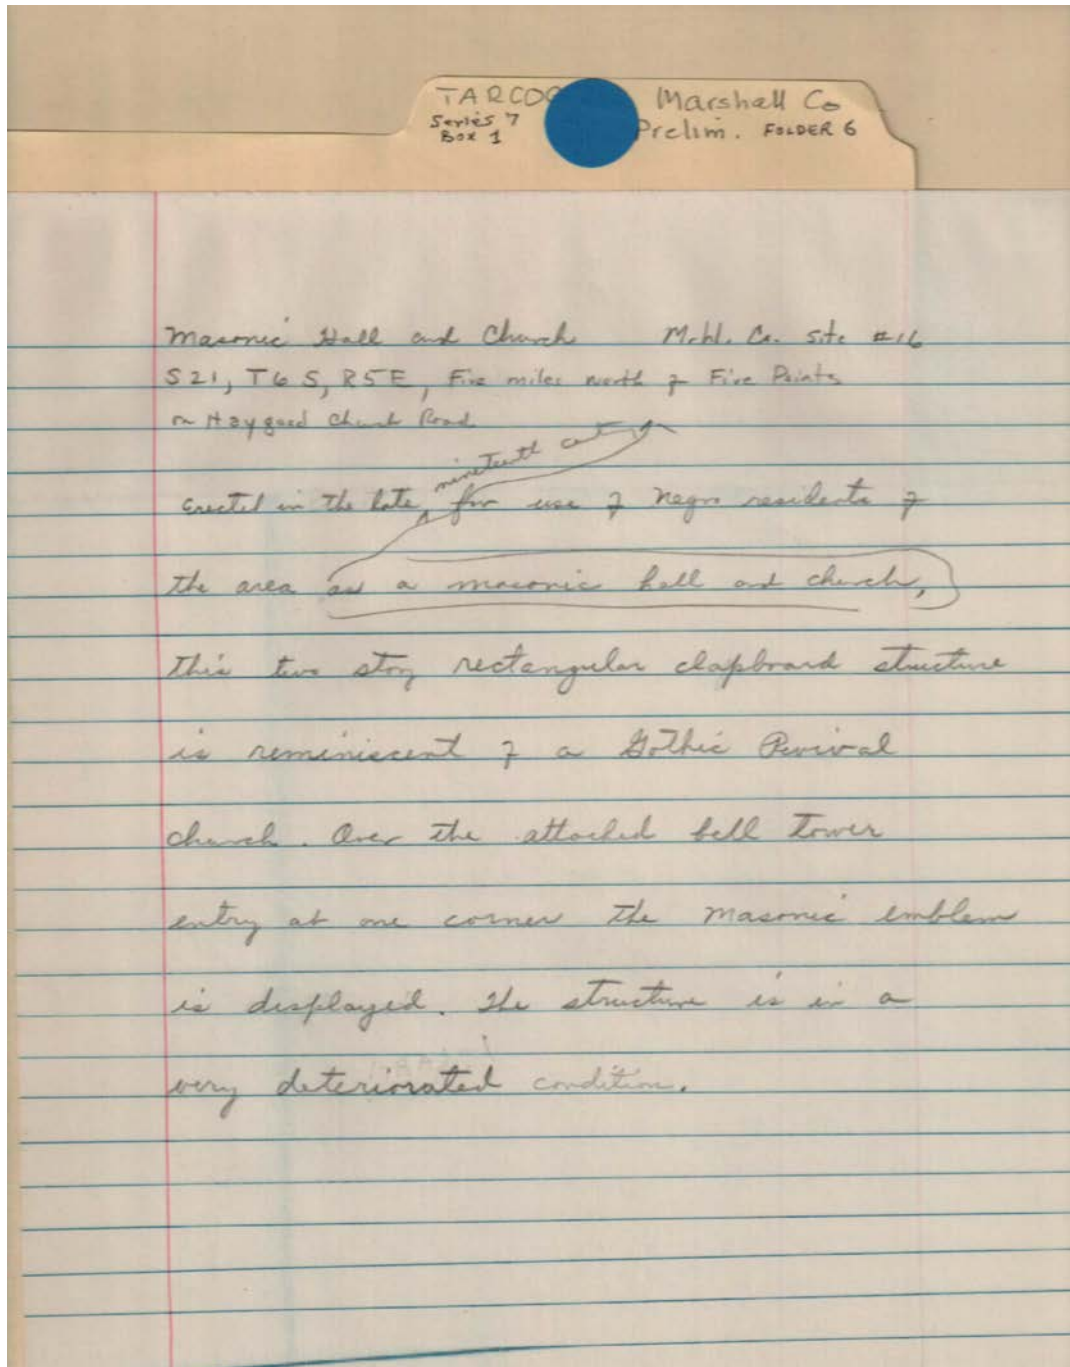 TARCOG Marshall Co
Series 7 Prelim. FOLDER 6
Box 1
Masonic Hall and Church Mrhl. Co. site #16
S21, T6S, R5E, Five miles north of Five Points
on Haygood Church Road
nineteenth century
Erected in the late for use of Negro residents of
the area as a masonic hall and church,
this two story rectangular clapboard structure
is reminiscent of a Gothic Revival
church. Over the attached bell tower
entry at one corner the Masonic emblem
is displayed. The structure is in a
very deteriorated condition.